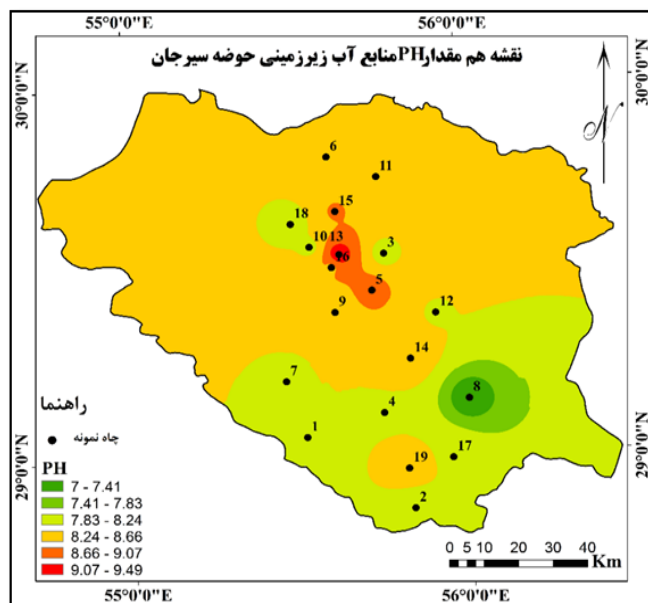 55°0'0"E 56°0'0"E
نقشه هم مقدارPHمنابع آب زیرزمینی حوضه سیرجان
30°0'0"N 30°0'0"N
N
6
11
15
18
10 13 3
16
5
9
12
14
7
8
4
1
17
19
2
29°0'0"N 29°0'0"N
راهنما
چاه نمونه
PH
7 - 7.41
7.41 - 7.83
7.83 - 8.24
8.24 - 8.66
8.66 - 9.07
9.07 - 9.49
0 5 10 20 30 40
Km
55°0'0"E 56°0'0"E